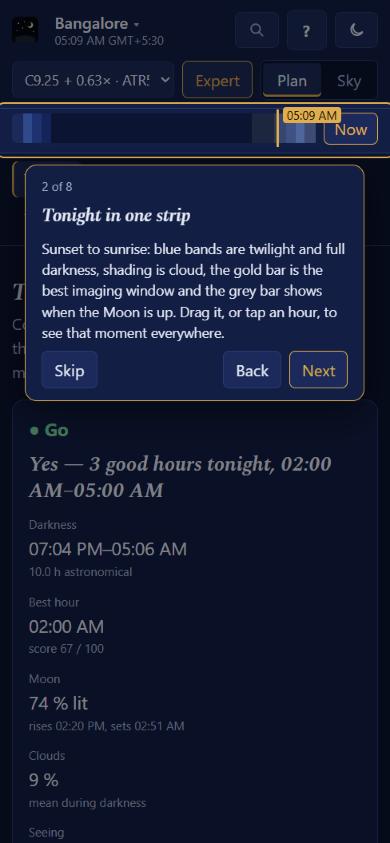 Bangalore
05:09 AM GMT+5:30
?
C9.25 + 0.63× · ATR
Expert
Plan
Sky
05:09 AM
Now
2 of 8
Tonight in one strip
Sunset to sunrise: blue bands are twilight and full
darkness, shading is cloud, the gold bar is the
best imaging window and the grey bar shows
when the Moon is up. Drag it, or tap an hour, to
see that moment everywhere.
Skip
Back
Next
Go
Yes — 3 good hours tonight, 02:00
AM–05:00 AM
Darkness
07:04 PM–05:06 AM
10.0 h astronomical
Best hour
02:00 AM
score 67 / 100
Moon
74 % lit
rises 02:20 PM, sets 02:51 AM
Clouds
9 %
mean during darkness
Seeing